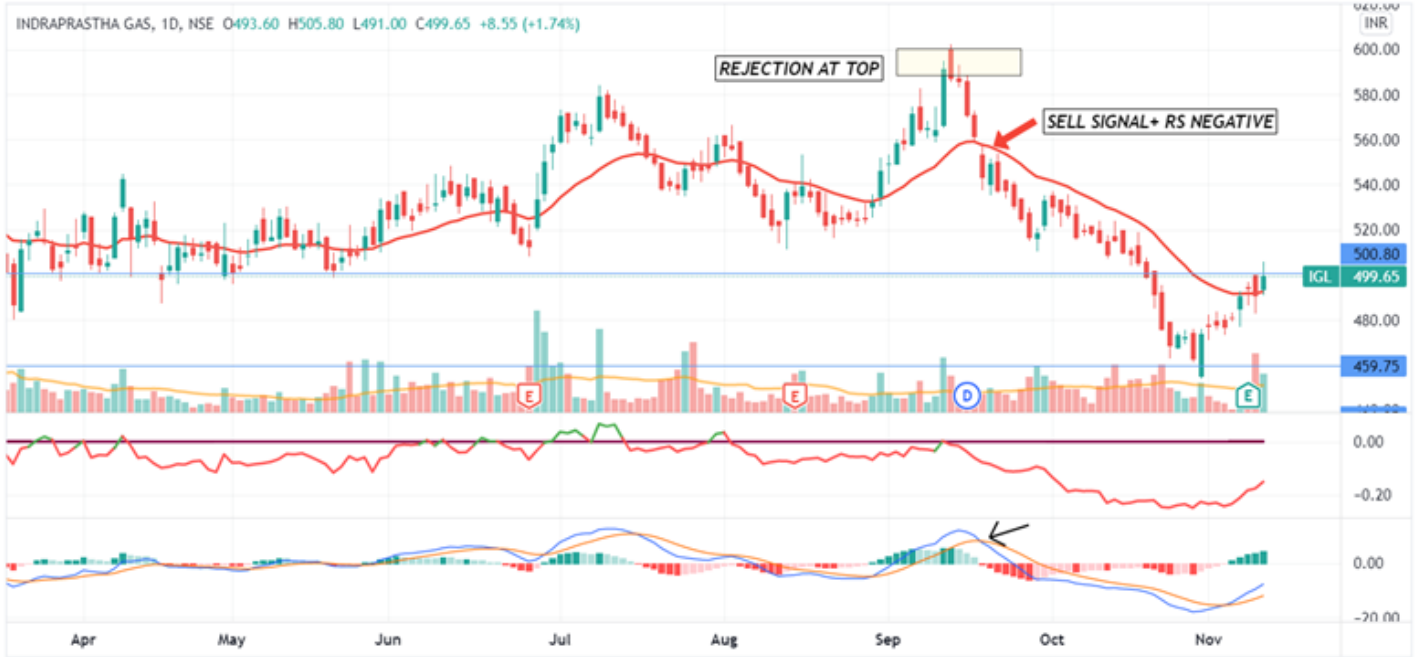 INDRAPRASTHA GAS, 1D, NSE O493.60 H505.80 L491.00 C499.65 +8.55 (+1.74%)
620.00
INR
600.00
REJECTION AT TOP
580.00
SELL SIGNAL+ RS NEGATIVE
560.00
540.00
520.00
500.80
IGL 499.65
480.00
459.75
E E D E
0.00
-0.20
0.00
-20.00
Apr May Jun Jul Aug Sep Oct Nov